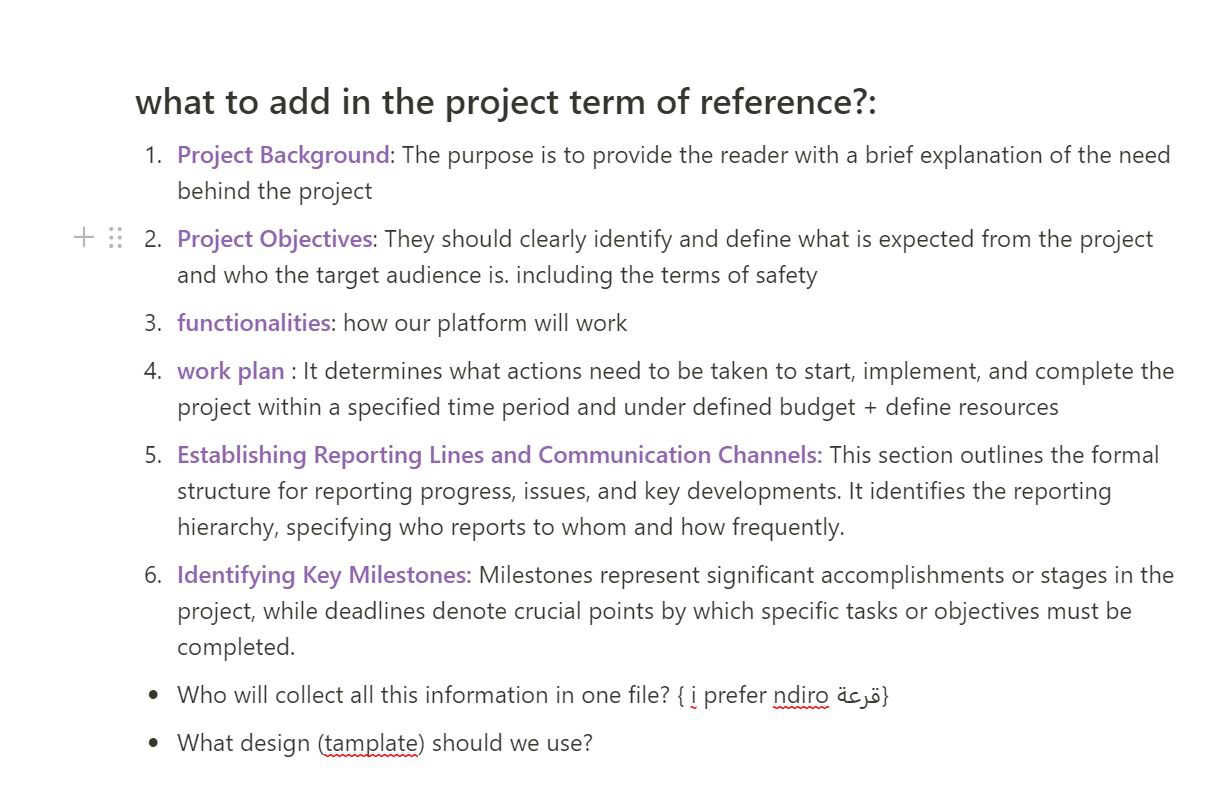 what to add in the project term of reference?:
1. Project Background: The purpose is to provide the reader with a brief explanation of the need
behind the project
2. Project Objectives: They should clearly identify and define what is expected from the project
and who the target audience is. including the terms of safety
3. functionalities: how our platform will work
4. work plan : It determines what actions need to be taken to start, implement, and complete the
project within a specified time period and under defined budget + define resources
5. Establishing Reporting Lines and Communication Channels: This section outlines the formal
structure for reporting progress, issues, and key developments. It identifies the reporting
hierarchy, specifying who reports to whom and how frequently.
6. Identifying Key Milestones: Milestones represent significant accomplishments or stages in the
project, while deadlines denote crucial points by which specific tasks or objectives must be
completed.
• Who will collect all this information in one file? { i prefer ndiro قرعة}
• What design (tamplate) should we use?